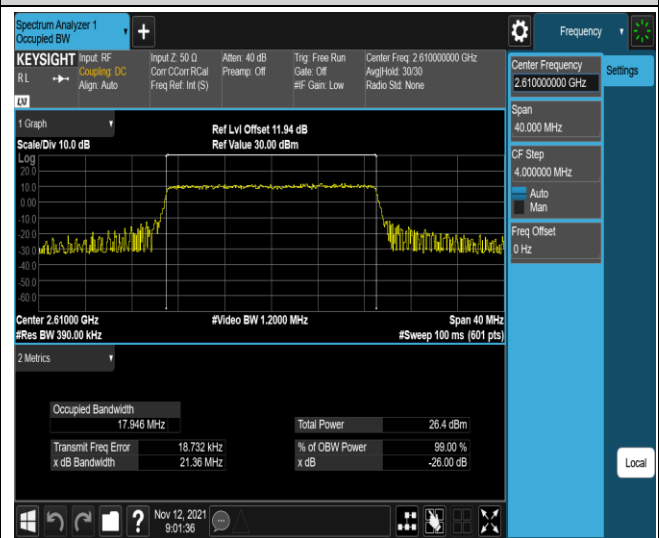 Spectrum Analyzer 1
Occupied BW
Frequency
KEYSIGHT Input: RF Input Z: 50 Ω Atten: 40 dB Trig: Free Run Center Freq: 2.610000000 GHz
RL Coupling: DC Corr CCorr RCal Preamp: Off Gate: Off Avg|Hold: 30/30
Align: Auto Freq Ref: Int (S) #IF Gain: Low Radio Std: None
LXI
Center Frequency
2.610000000 GHz
Settings
Span
40.000 MHz
CF Step
4.000000 MHz
Auto
Man
Freq Offset
0 Hz
1 Graph
Ref Lvl Offset 11.94 dB
Scale/Div 10.0 dB Ref Value 30.00 dBm
Log
20.0
10.0
0.00
-10.0
-20.0
-30.0
-40.0
-50.0
-60.0
Center 2.61000 GHz #Video BW 1.2000 MHz Span 40 MHz
#Res BW 390.00 kHz #Sweep 100 ms (601 pts)
2 Metrics
Occupied Bandwidth
17.946 MHz Total Power 26.4 dBm
Transmit Freq Error 18.732 kHz % of OBW Power 99.00 %
x dB Bandwidth 21.36 MHz x dB -26.00 dB
Local
Nov 12, 2021
9:01:36